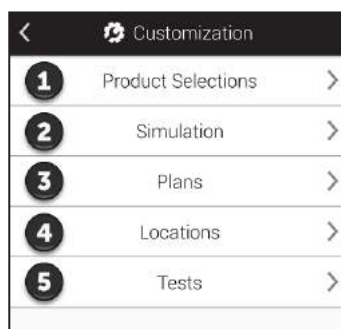 Customization
1 Product Selections
2 Simulation
3 Plans
4 Locations
5 Tests